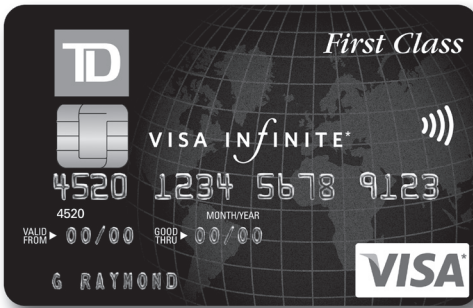 TD
First Class
VISA INFINITE*
4520 1234 5678 9123
4520
MONTH/YEAR
VALID FROM ▶ 00/00 GOOD THRU ▶ 00/00
G RAYMOND
VISA*